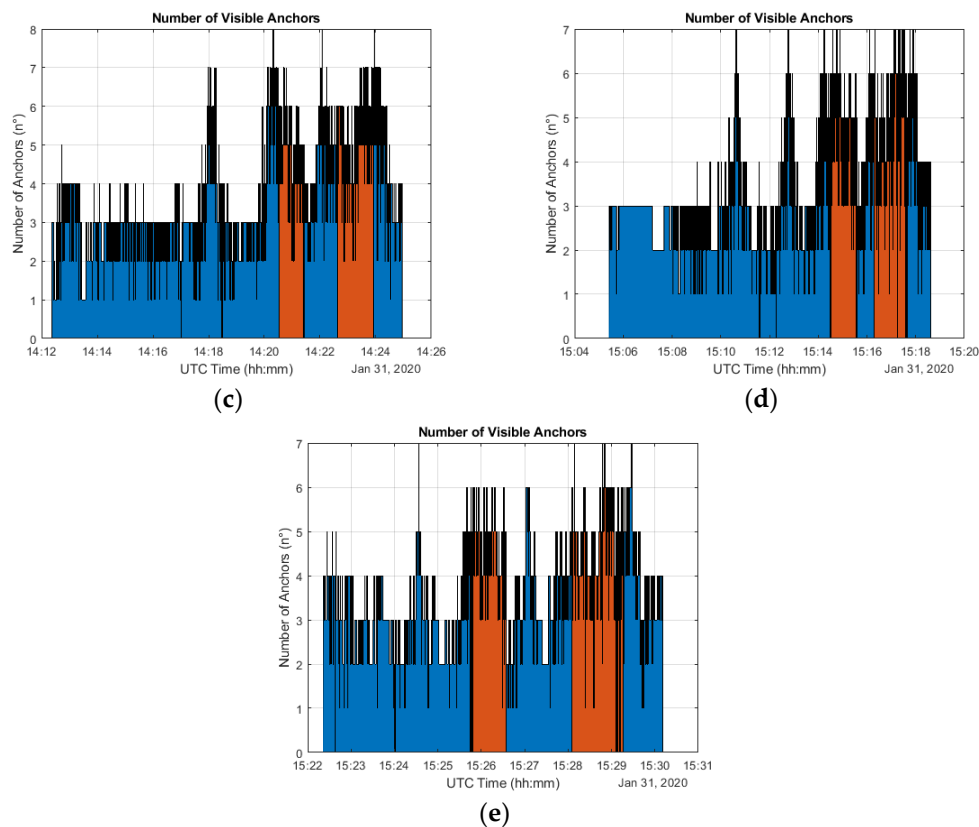 Number of Visible Anchors
8
7
6
5
4
3
2
1
0
Number of Anchors (n°)
14:12 14:14 14:16 14:18 14:20 14:22 14:24 14:26
UTC Time (hh:mm) Jan 31, 2020
(c)
Number of Visible Anchors
7
6
5
4
3
2
1
0
Number of Anchors (n°)
15:04 15:06 15:08 15:10 15:12 15:14 15:16 15:18 15:20
UTC Time (hh:mm) Jan 31, 2020
(d)
Number of Visible Anchors
7
6
5
4
3
2
1
0
Number of Anchors (n°)
15:22 15:23 15:24 15:25 15:26 15:27 15:28 15:29 15:30 15:31
UTC Time (hh:mm) Jan 31, 2020
(e)